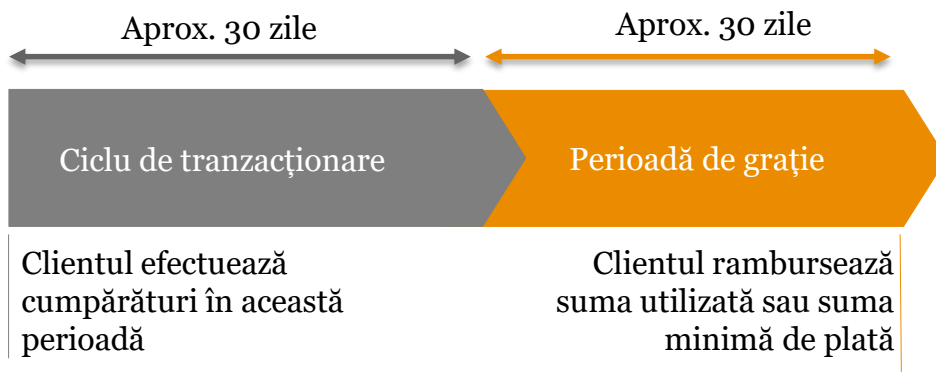 Aprox. 30 zile
Aprox. 30 zile
Ciclu de tranzacționare
Perioadă de grație
Clientul efectuează
cumpărături în această
perioadă
Clientul rambursează
suma utilizată sau suma
minimă de plată